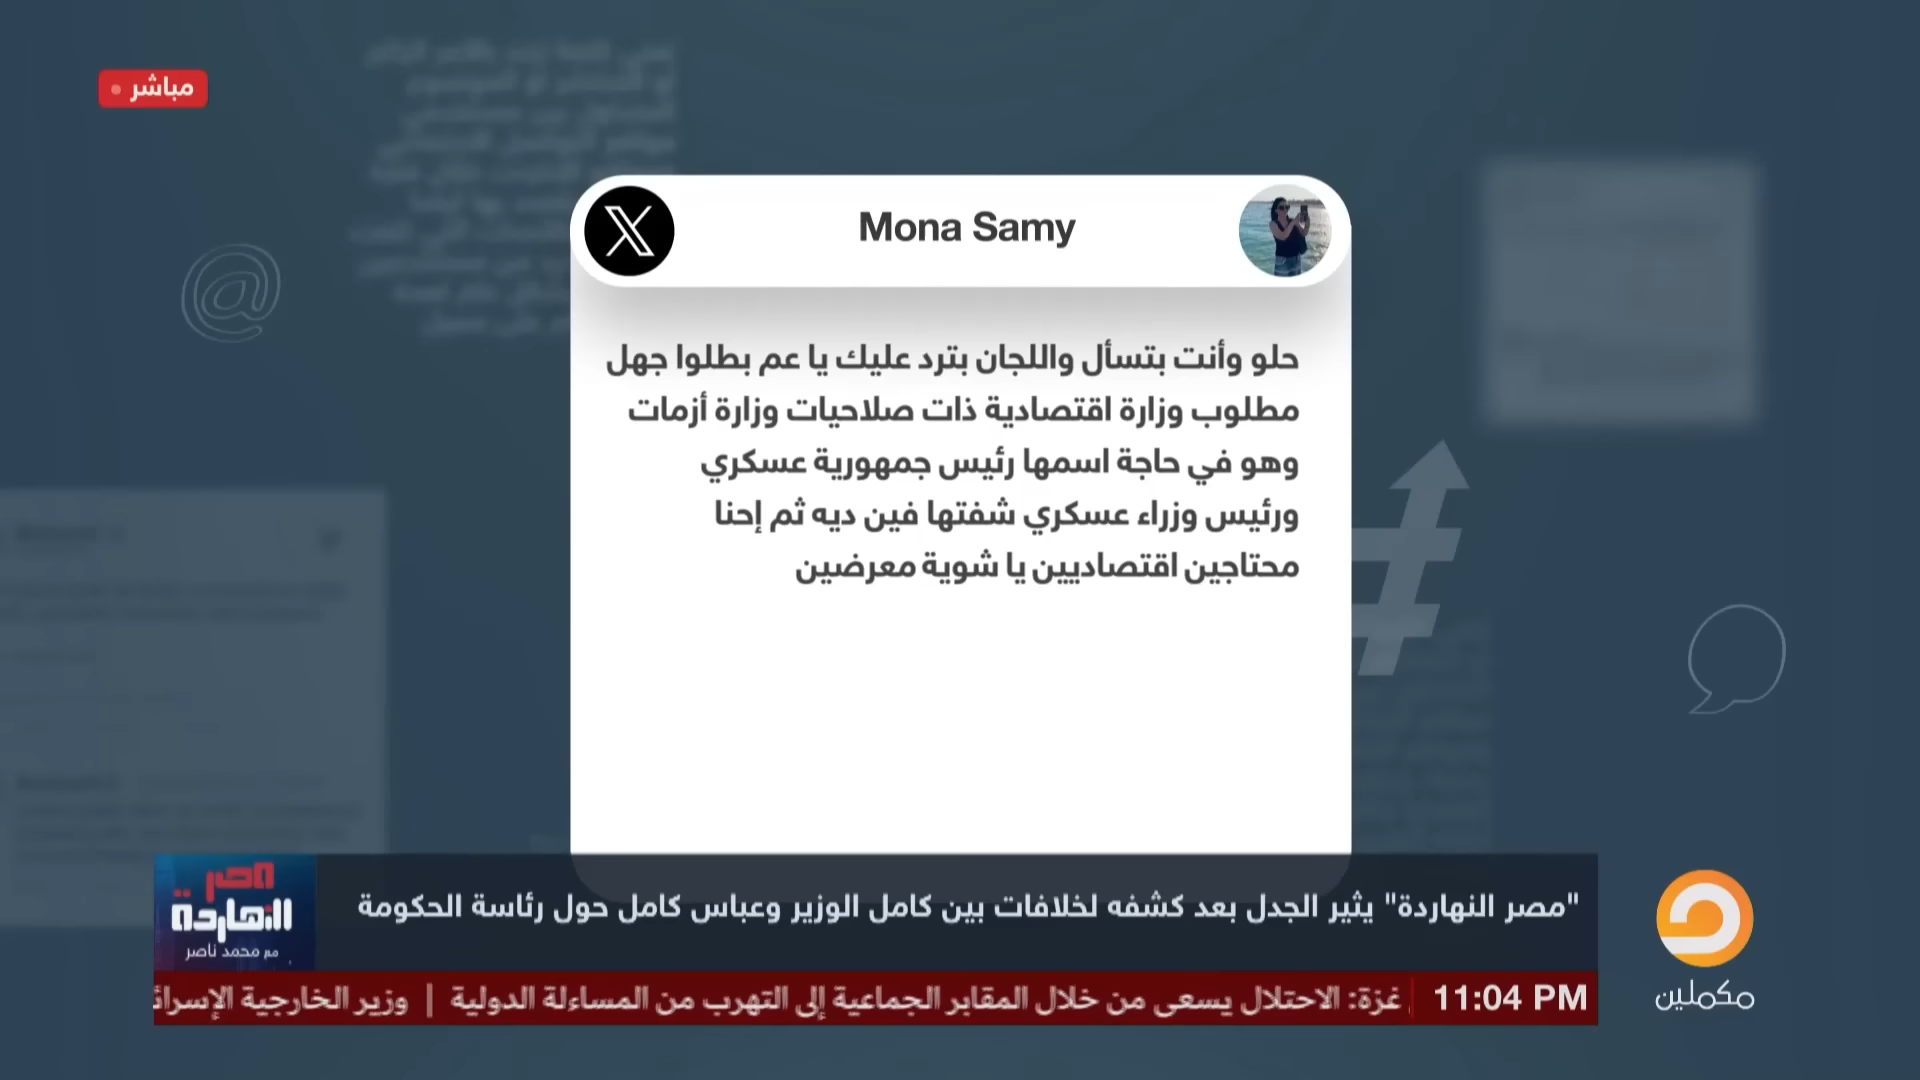 مباشر
Mona Samy
حلو وأنت بتسأل واللجان بترد عليك يا عم بطلوا جهل
مطلوب وزارة اقتصادية ذات صلاحيات وزارة أزمات
وهو في حاجة اسمها رئيس جمهورية عسكري
ورئيس وزراء عسكري شفتها فين ديه ثم إحنا
محتاجين اقتصاديين يا شوية معرضين
"مصر النهاردة" يثير الجدل بعد كشفه لخلافات بين كامل الوزير وعباس كامل حول رئاسة الحكومة
مصر
النهاردة
مع محمد ناصر
11:04 PM
غزة: الاحتلال يسعى من خلال المقابر الجماعية إلى التهرب من المساءلة الدولية | وزير الخارجية
مكملين